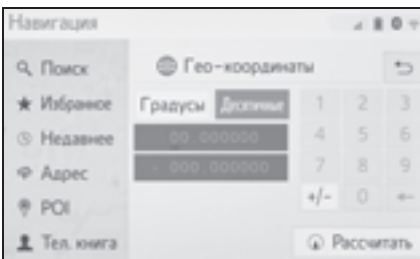 Навигация
Поиск
Гео-координаты
Избранное
Градусы Десятичные 1 2 3
Недавнее
00.000000 4 5 6
Адрес
- 000.000000 7 8 9
POI
+/- 0
Тел. книга
Рассчитать